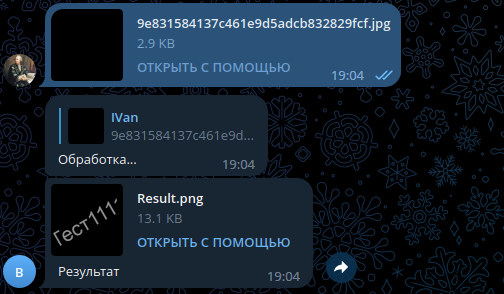 9e831584137c461e9d5adcb832829fcf.jpg
2.9 KB
ОТКРЫТЬ С ПОМОЩЬЮ
19:04
IVan
9e831584137c461e9d...
Обработка...
19:04
Result.png
13.1 KB
ОТКРЫТЬ С ПОМОЩЬЮ
Результат
19:04
В